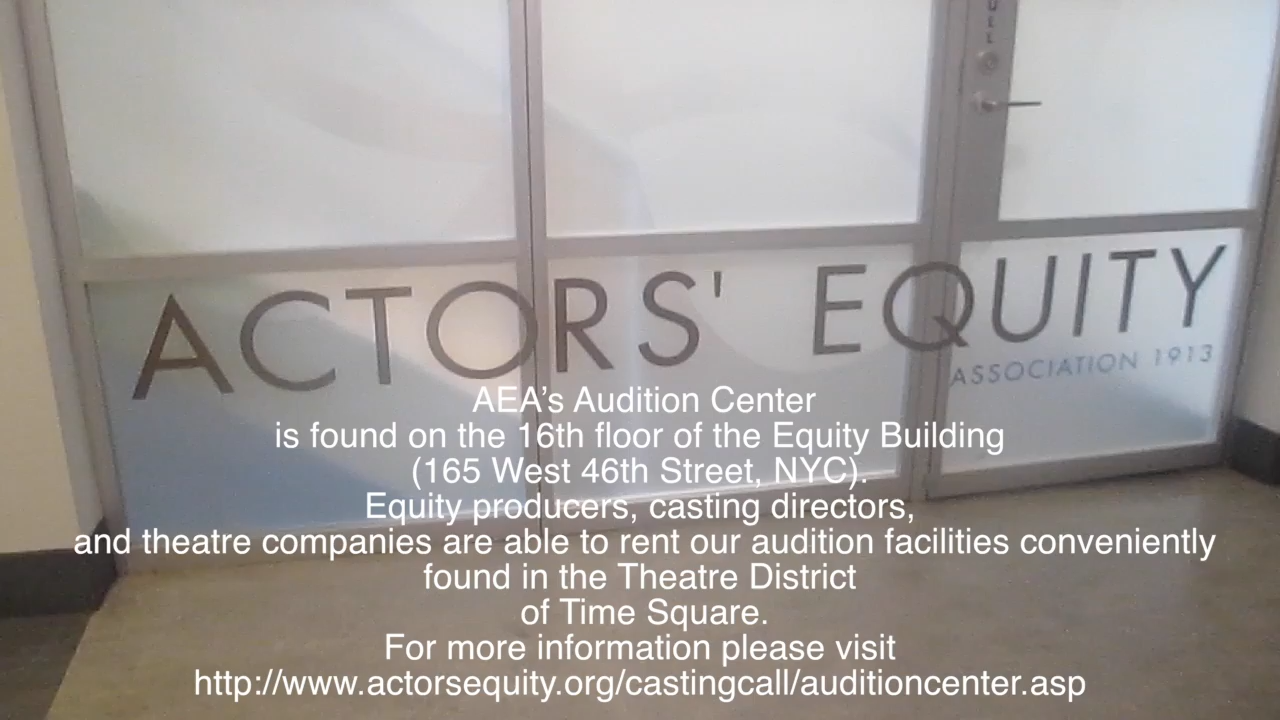 PULL
ACTORS' EQUITY
ASSOCIATION 1913
AEA’s Audition Center
is found on the 16th floor of the Equity Building
(165 West 46th Street, NYC).
Equity producers, casting directors,
and theatre companies are able to rent our audition facilities conveniently
found in the Theatre District
of Time Square.
For more information please visit
http://www.actorsequity.org/castingcall/auditioncenter.asp